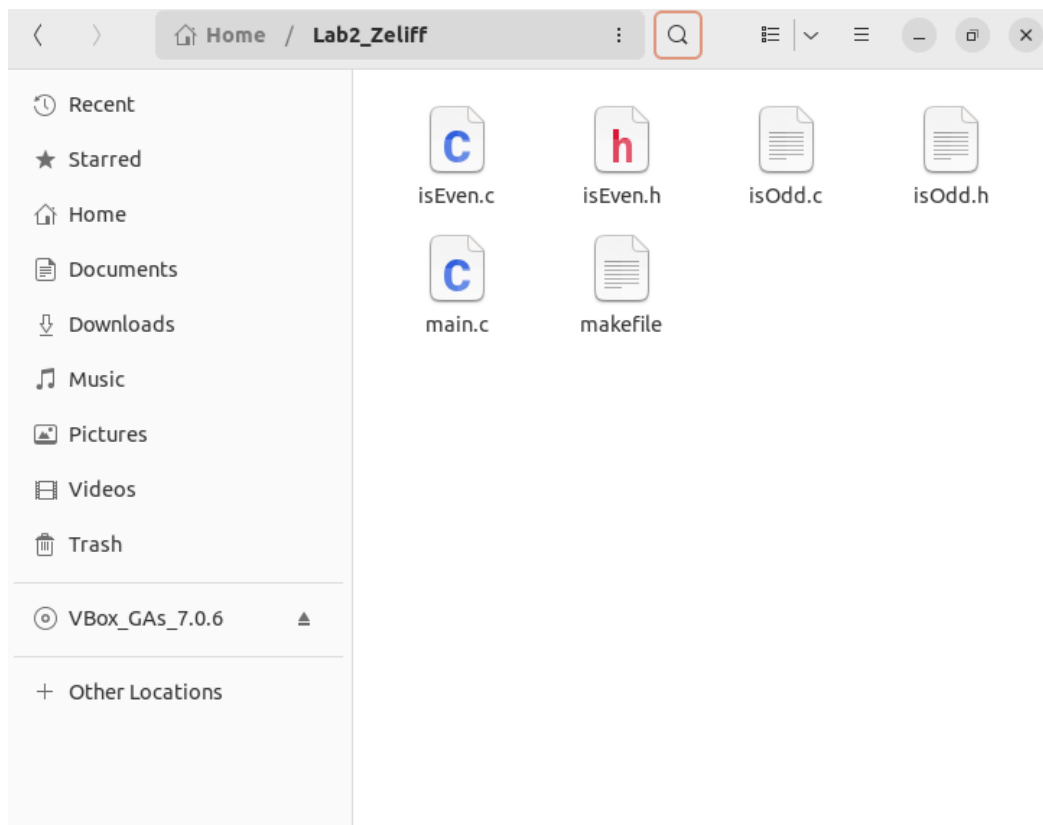 Home / Lab2_Zeliff
Recent
Starred
Home
Documents
Downloads
Music
Pictures
Videos
Trash
VBox_GAs_7.0.6
Other Locations
C h
isEven.c isEven.h isOdd.c isOdd.h
C
main.c makefile